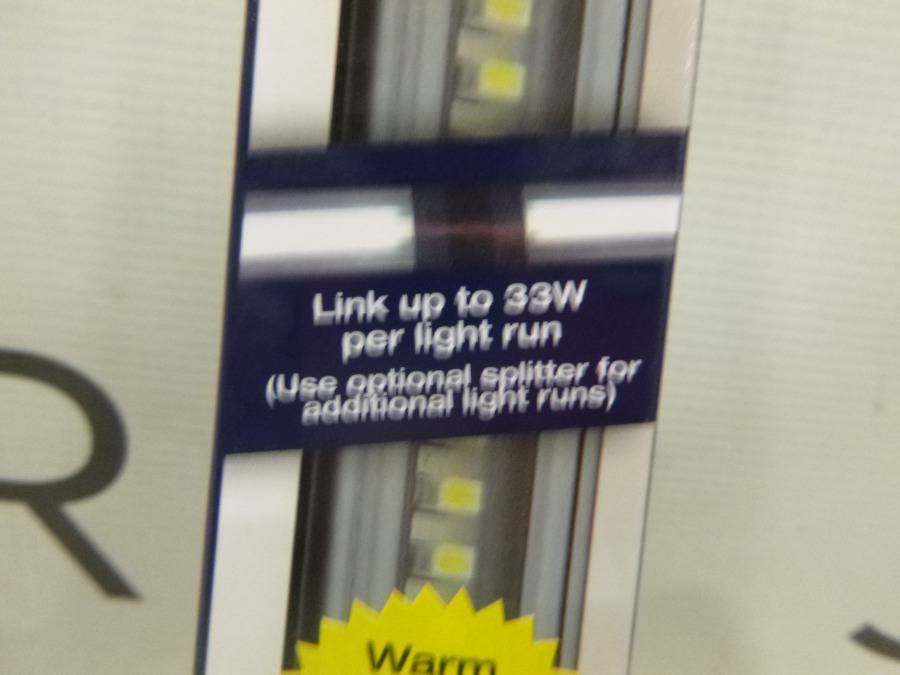 Link up to 33W
per light run
(Use optional splitter for
additional light runs)
R
Warm